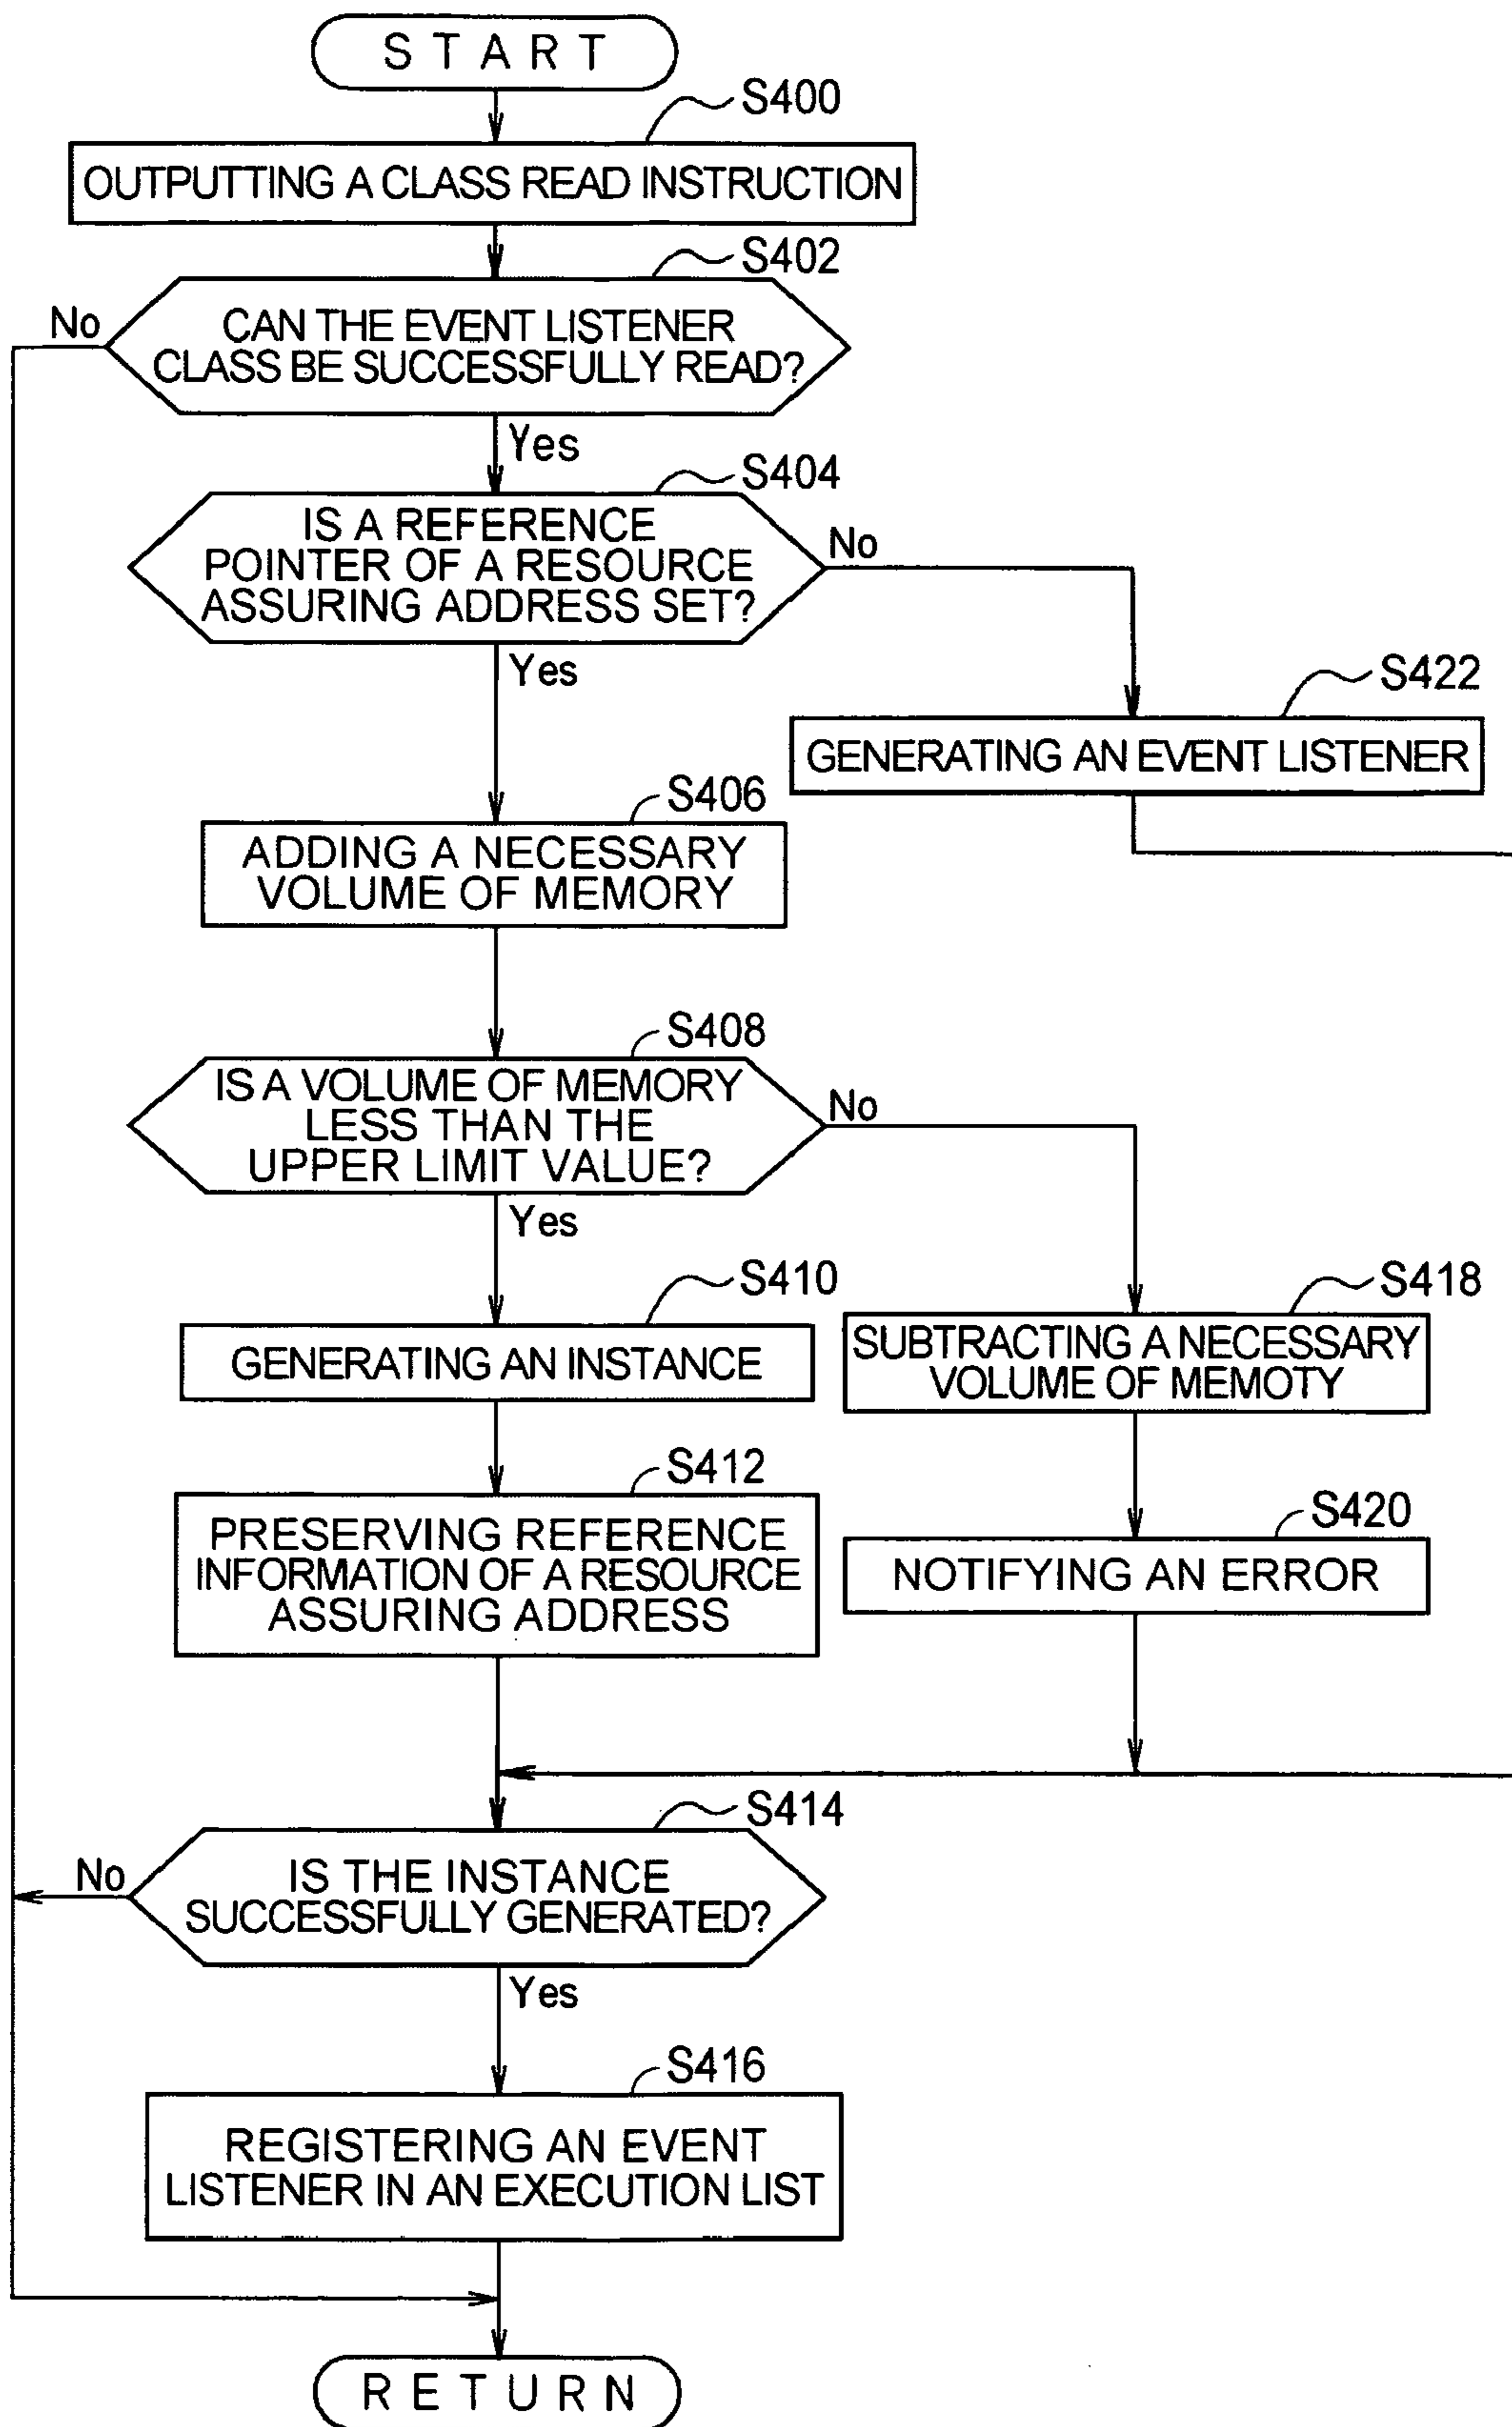 START
S400
OUTPUTTING A CLASS READ INSTRUCTION
S402
No
CAN THE EVENT LISTENER
CLASS BE SUCCESSFULLY READ?
Yes
S404
IS A REFERENCE
POINTER OF A RESOURCE
ASSURING ADDRESS SET?
No
Yes
S422
GENERATING AN EVENT LISTENER
S406
ADDING A NECESSARY
VOLUME OF MEMORY
S408
IS A VOLUME OF MEMORY
LESS THAN THE
UPPER LIMIT VALUE?
No
Yes
S410
GENERATING AN INSTANCE
S418
SUBTRACTING A NECESSARY
VOLUME OF MEMOTY
S412
PRESERVING REFERENCE
INFORMATION OF A RESOURCE
ASSURING ADDRESS
S420
NOTIFYING AN ERROR
S414
No
IS THE INSTANCE
SUCCESSFULLY GENERATED?
Yes
S416
REGISTERING AN EVENT
LISTENER IN AN EXECUTION LIST
RETURN